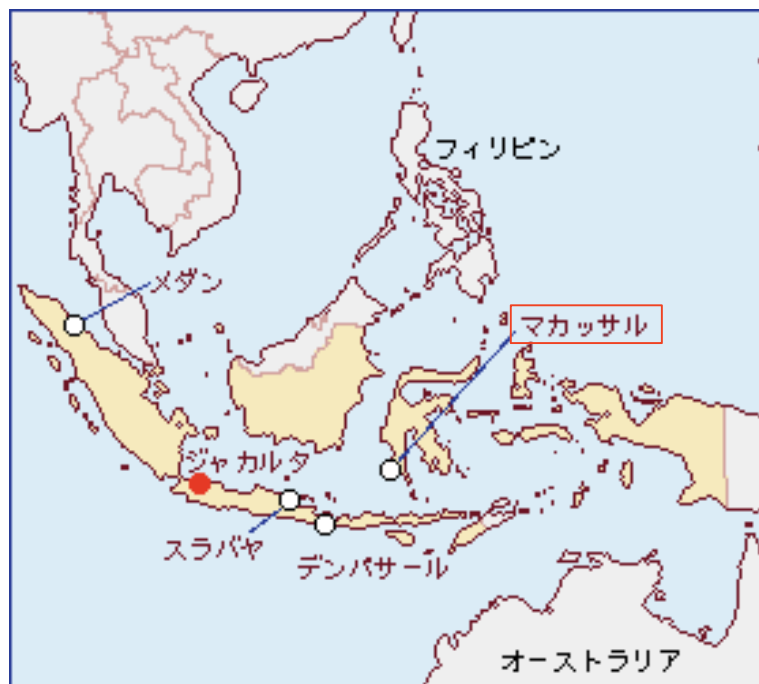 フィリピン
メダン
マカッサル
ジャカルタ
スラバヤ
デンパサール
オーストラリア